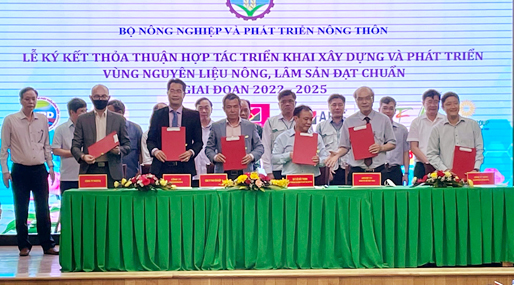 BỘ NÔNG NGHIỆP VÀ PHÁT TRIỂN NÔNG THÔN
LỄ KÝ KẾT THỎA THUẬN HỢP TÁC TRIỂN KHAI XÂY DỰNG VÀ PHÁT TRIỂN
VÙNG NGUYÊN LIỆU NÔNG, LÂM SẢN ĐẠT CHUẨN
GIAI ĐOẠN 2022 - 2025